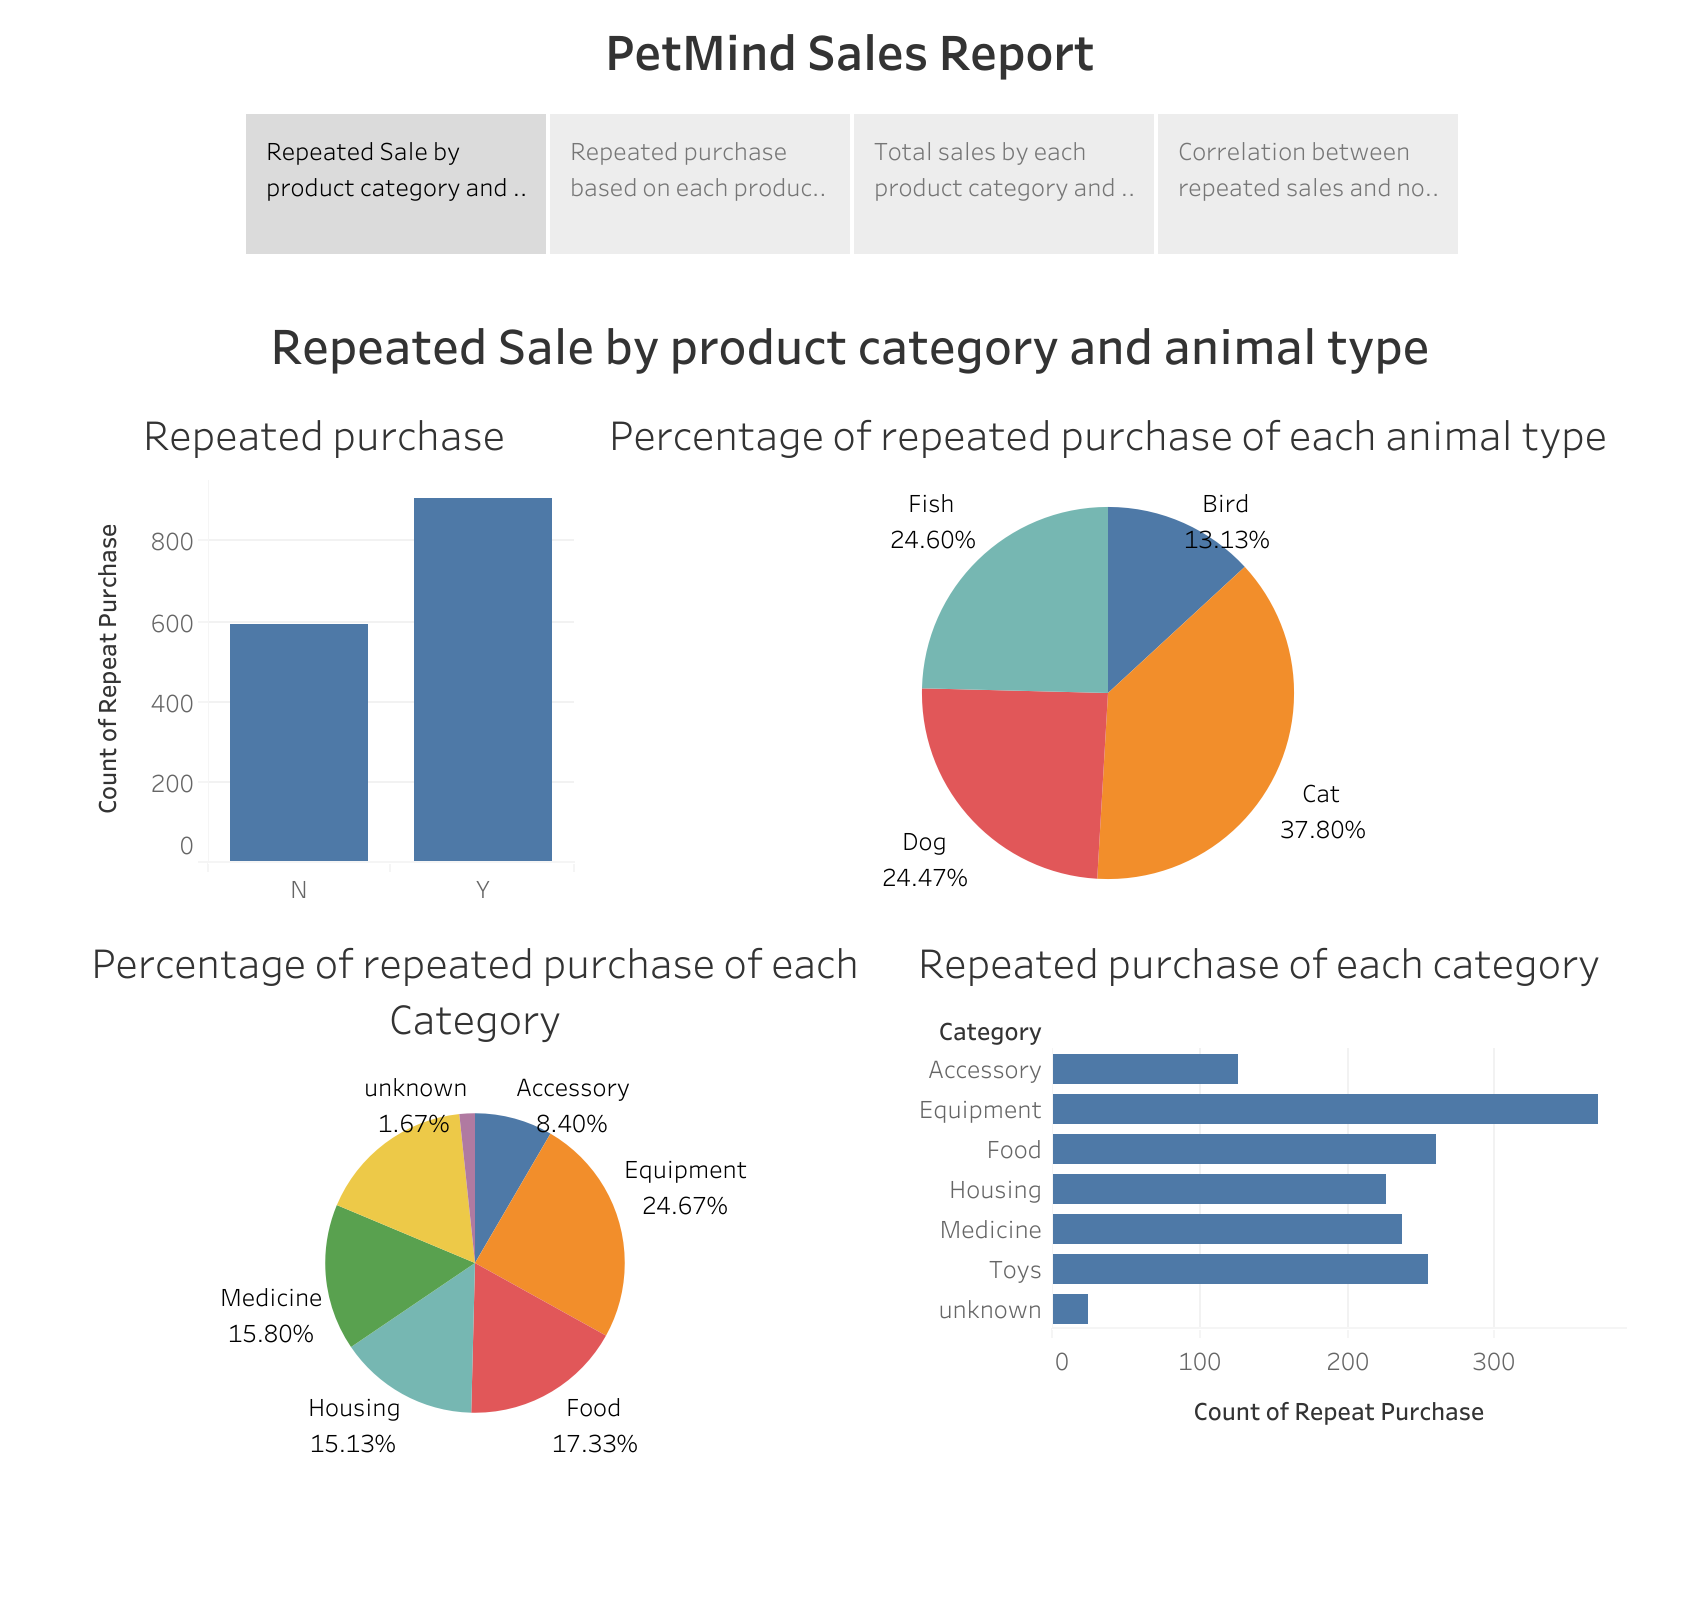 PetMind Sales Report
Repeated Sale by
product category and ..
Repeated purchase
based on each produc..
Total sales by each
product category and ..
Correlation between
repeated sales and no..
Repeated Sale by product category and animal type
Repeated purchase
Count of Repeat Purchase
800
600
400
200
0
N
Y
Percentage of repeated purchase of each animal type
Fish
24.60%
Bird
13.13%
Cat
37.80%
Dog
24.47%
Percentage of repeated purchase of each
Category
unknown
1.67%
Accessory
8.40%
Equipment
24.67%
Medicine
15.80%
Housing
15.13%
Food
17.33%
Repeated purchase of each category
Category
Accessory
Equipment
Food
Housing
Medicine
Toys
unknown
0
100
200
300
Count of Repeat Purchase